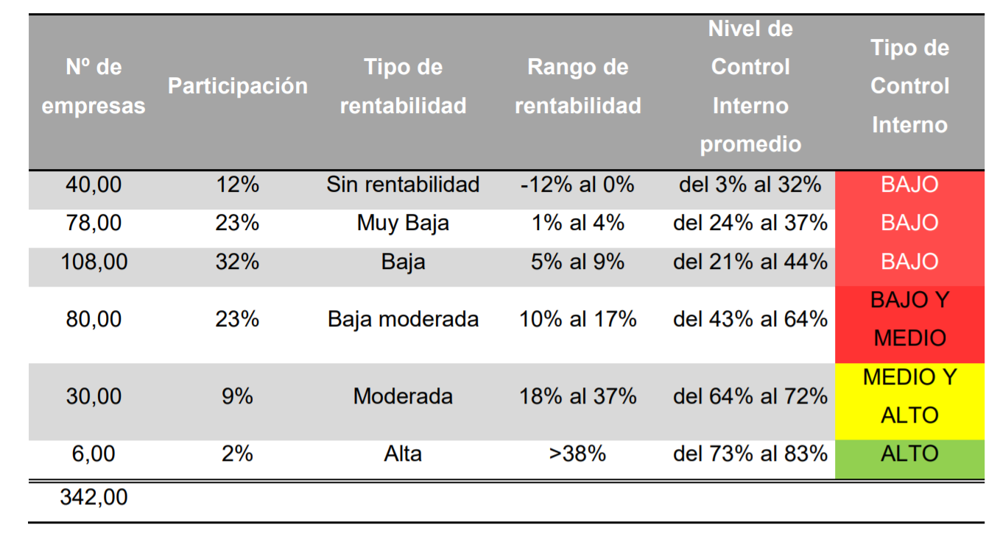 Nº de empresas	Participación	Tipo de rentabilidad	Rango de rentabilidad	Nivel de Control Interno promedio	Tipo de Control Interno
40,00	12%	Sin rentabilidad	-12% al 0%	del 3% al 32%	BAJO
78,00	23%	Muy Baja	1% al 4%	del 24% al 37%	BAJO
108,00	32%	Baja	5% al 9%	del 21% al 44%	BAJO
80,00	23%	Baja moderada	10% al 17%	del 43% al 64%	BAJO Y MEDIO
30,00	9%	Moderada	18% al 37%	del 64% al 72%	MEDIO Y ALTO
6,00	2%	Alta	>38%	del 73% al 83%	ALTO
342,00